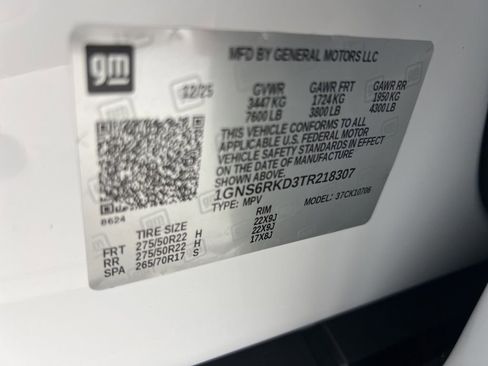 gm
MFD BY GENERAL MOTORS LLC
12/25 GVWR GAWR FRT GAWR RR
3447 KG 1724 KG 1950 KG
7600 LB 3800 LB 4300 LB
THIS VEHICLE CONFORMS TO ALL
APPLICABLE U.S. FEDERAL MOTOR
VEHICLE SAFETY STANDARDS IN
EFFECT ON THE DATE OF
MANUFACTURE SHOWN ABOVE.
1GNS6RKD3TR218307
TYPE: MPV MODEL: 37CK10706
8624
TIRE SIZE RIM
FRT 275/50R22 H 22X9J
RR 275/50R22 H 22X9J
SPA 265/70R17 S 17X8J